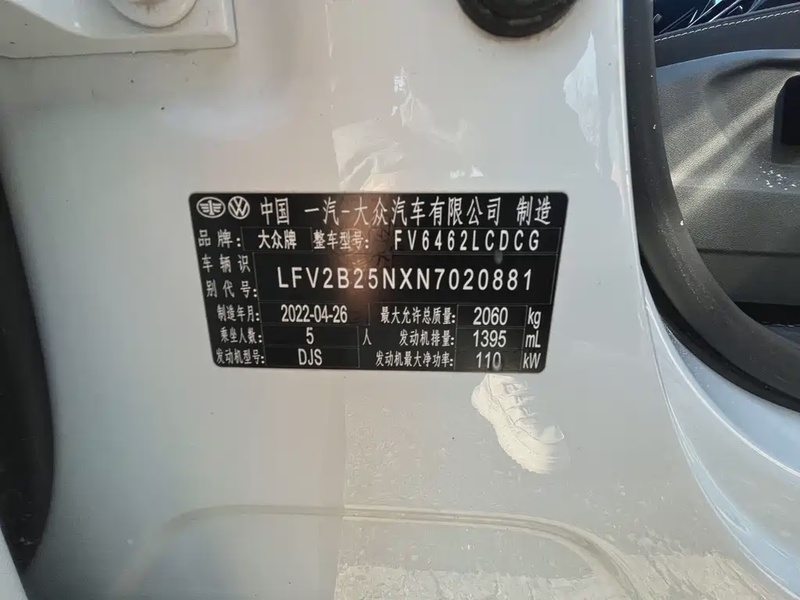 中国 一汽-大众汽车有限公司 制造
品牌: 大众牌 整车型号: FV6462LCDCG
车辆识别代号: LFV2B25NXN7020881
制造年月: 2022-04-26 最大允许总质量: 2060 kg
乘坐人数: 5 人 发动机排量: 1395 mL
发动机型号: DJS 发动机最大净功率: 110 kW